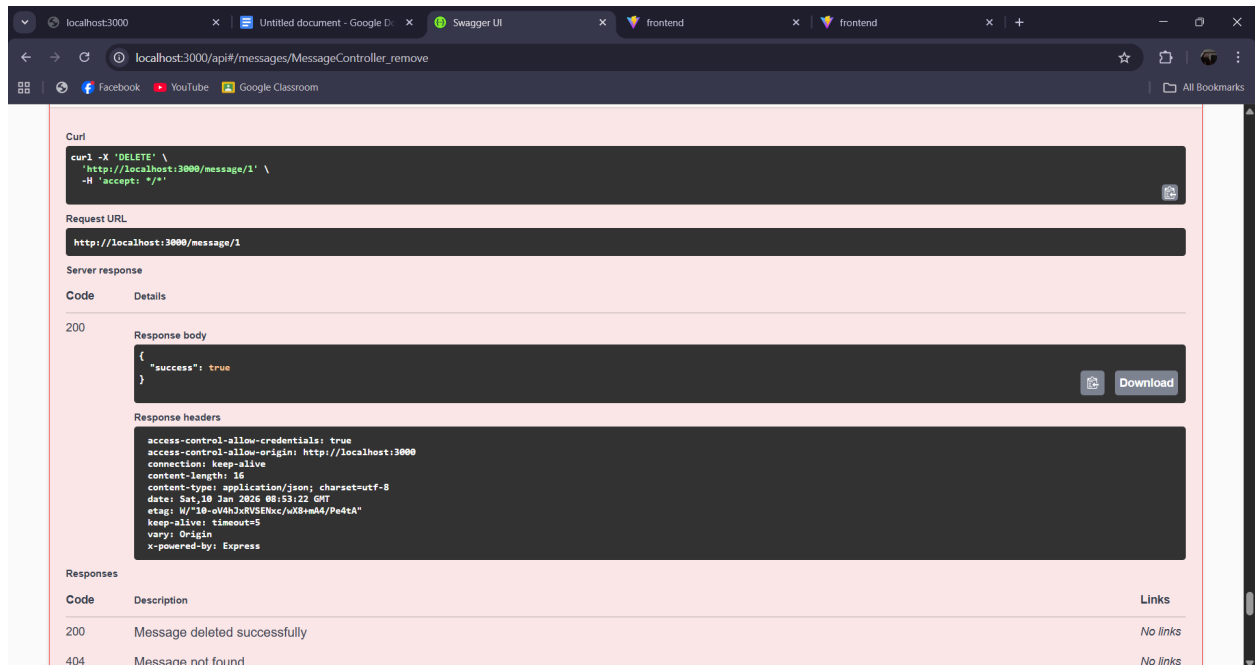 localhost:3000
Untitled document - Google Dc
Swagger UI
frontend
frontend
localhost:3000/api#/messages/MessageController_remove
Facebook
YouTube
Google Classroom
All Bookmarks
Curl
curl -X 'DELETE' \
'http://localhost:3000/message/1' \
-H 'accept: */*'
Request URL
http://localhost:3000/message/1
Server response
Code Details
200
Response body
{
"success": true
}
Download
Response headers
access-control-allow-credentials: true
access-control-allow-origin: http://localhost:3000
connection: keep-alive
content-length: 16
content-type: application/json; charset=utf-8
date: Sat,10 Jan 2026 08:53:22 GMT
etag: W/"10-oV4hJxRVSENxc/wX8+mA4/Pe4tA"
keep-alive: timeout=5
vary: Origin
x-powered-by: Express
Responses
Code Description Links
200 Message deleted successfully No links
404 Message not found No links